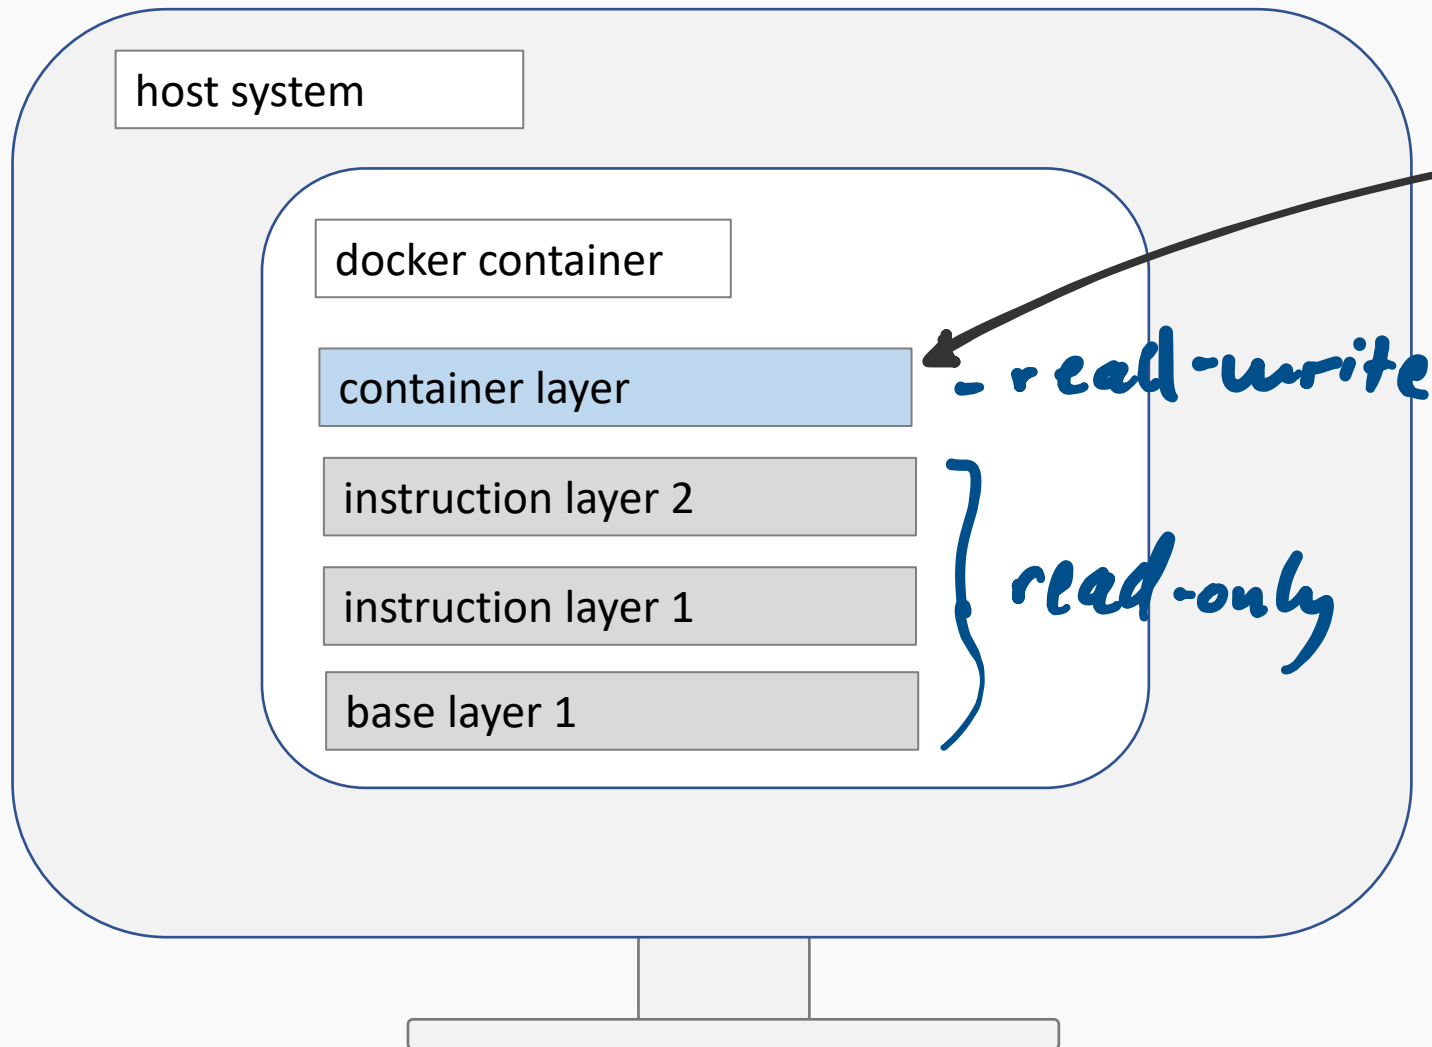 host system
docker container
container layer
- read-write
instruction layer 2
instruction layer 1
read-only
base layer 1